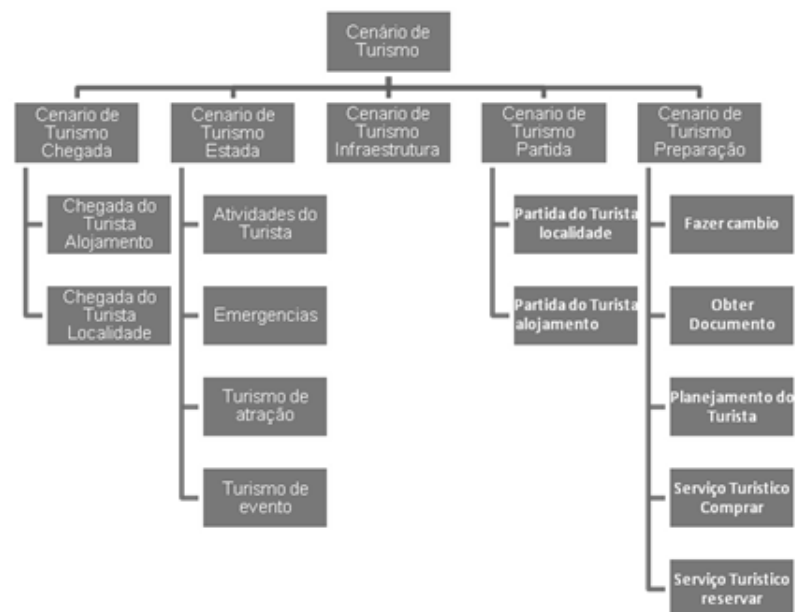 Cenário de
Turismo
Cenario de
Turismo
Chegada
Cenario de
Turismo
Estada
Cenario de
Turismo
Infraestrutura
Cenario de
Turismo
Partida
Cenario de
Turismo
Preparação
Chegada do
Turista
Alojamento
Chegada do
Turista
Localidade
Atividades do
Turista
Emergencias
Turismo de
atração
Turismo de
evento
Partida do Turista
localidade
Partida do Turista
alojamento
Fazer cambio
Obter
Documento
Planejamento do
Turista
Serviço Turistico
Comprar
Serviço Turistico
reservar